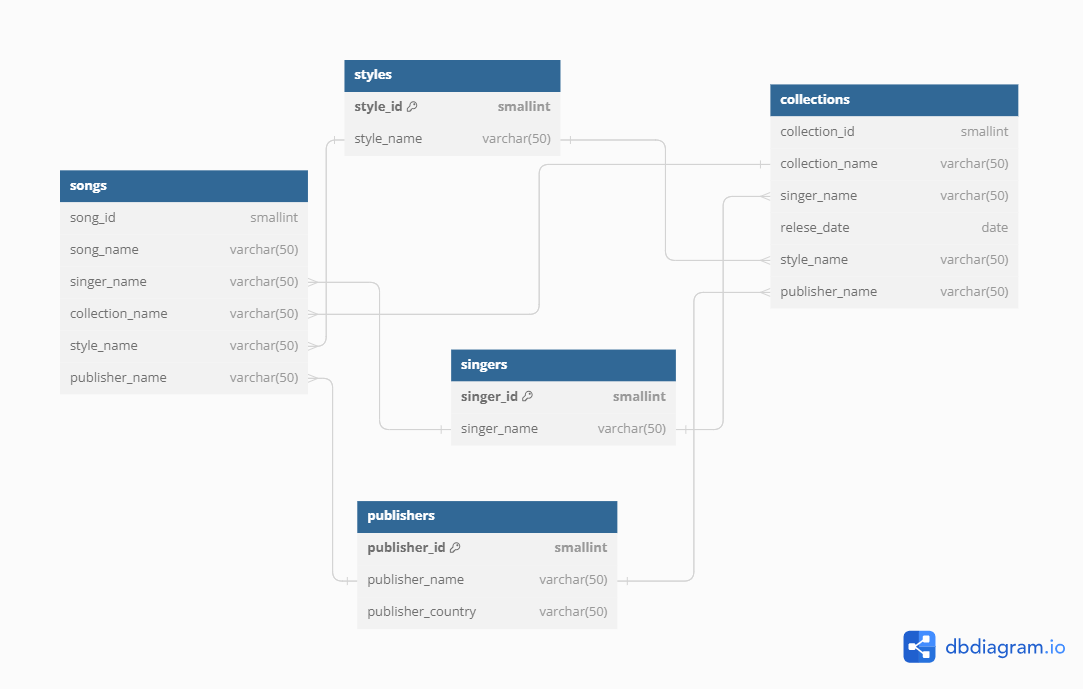 styles
style_id smallint
style_name varchar(50)
collections
collection_id smallint
collection_name varchar(50)
singer_name varchar(50)
relese_date date
style_name varchar(50)
publisher_name varchar(50)
songs
song_id smallint
song_name varchar(50)
singer_name varchar(50)
collection_name varchar(50)
style_name varchar(50)
publisher_name varchar(50)
singers
singer_id smallint
singer_name varchar(50)
publishers
publisher_id smallint
publisher_name varchar(50)
publisher_country varchar(50)
dbdiagram.io